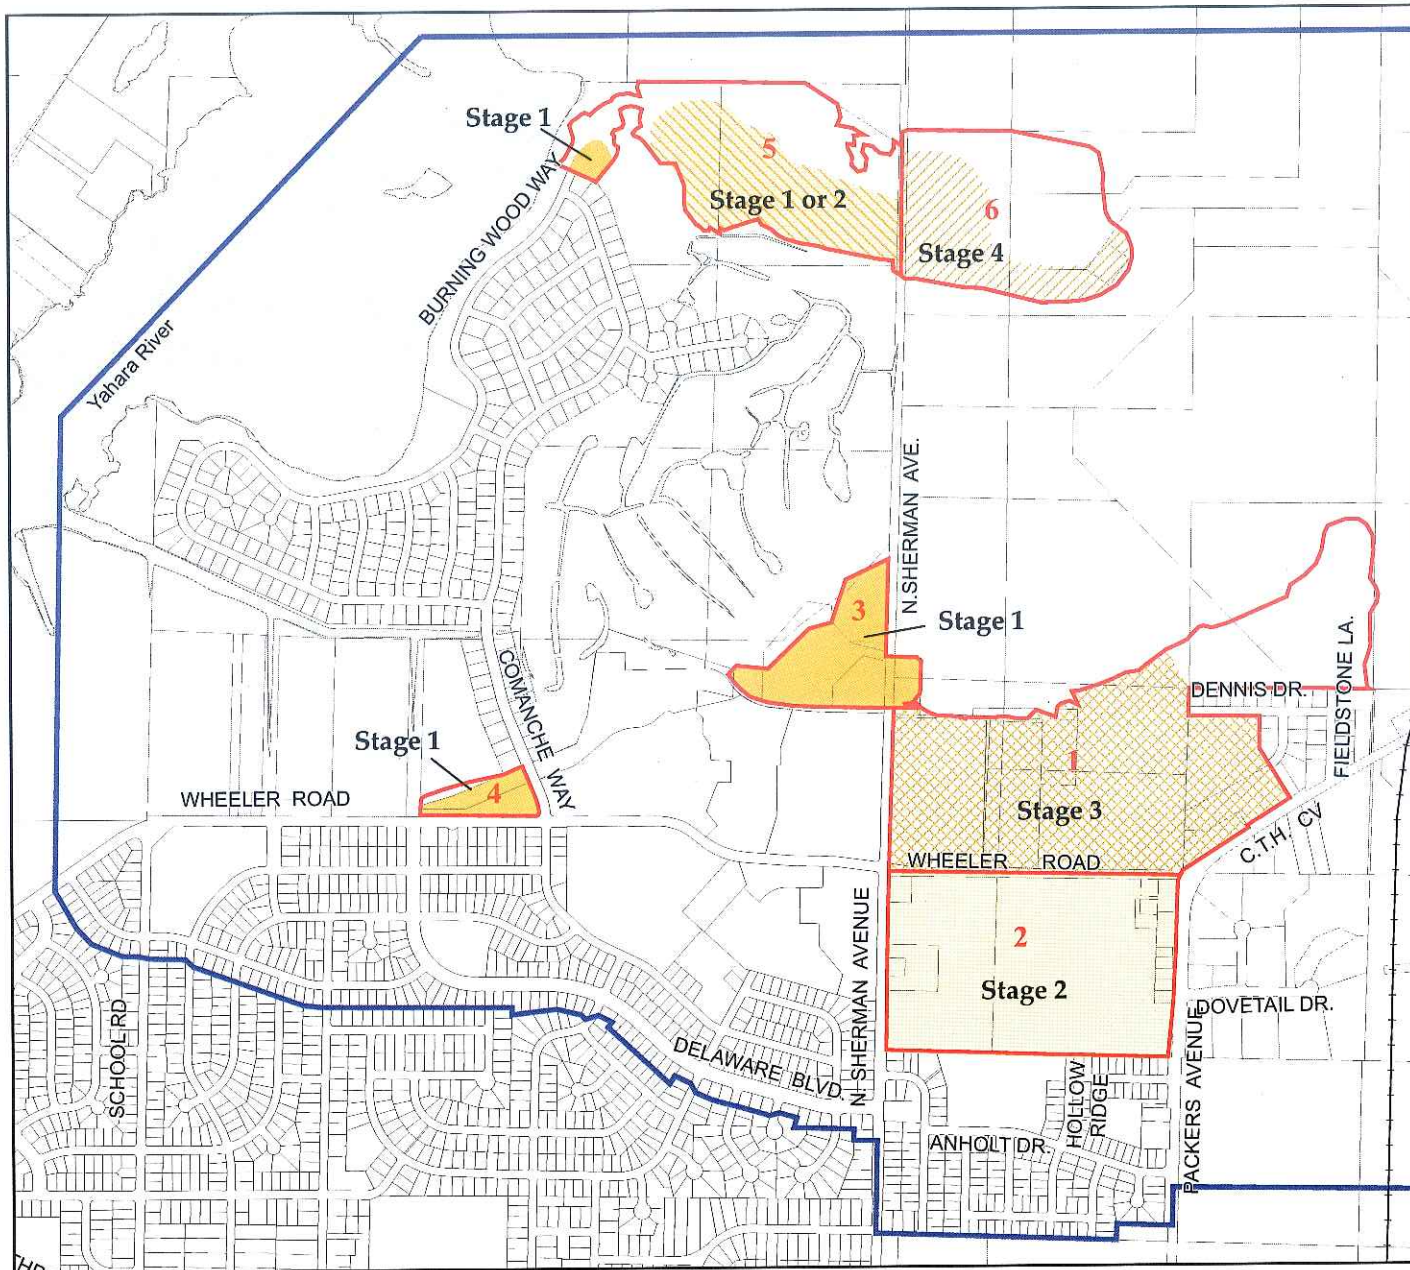 Stage 1
5
Stage 1 or 2
6
Stage 4
BURNING WOOD WAY
Yahara River
N.SHERMAN AVE.
3
Stage 1
DENNIS DR.
FIELDSTONE LA.
COMANCHE WAY
Stage 1
4
WHEELER ROAD
1
Stage 3
C.T.H. CV
WHEELER ROAD
2
Stage 2
N. SHERMAN AVENUE
DOVETAIL DR.
SCHOOL RD
DELAWARE BLVD.
HOLLOW
RIDGE
PACKERS AVENUE
ANHOLT DR.